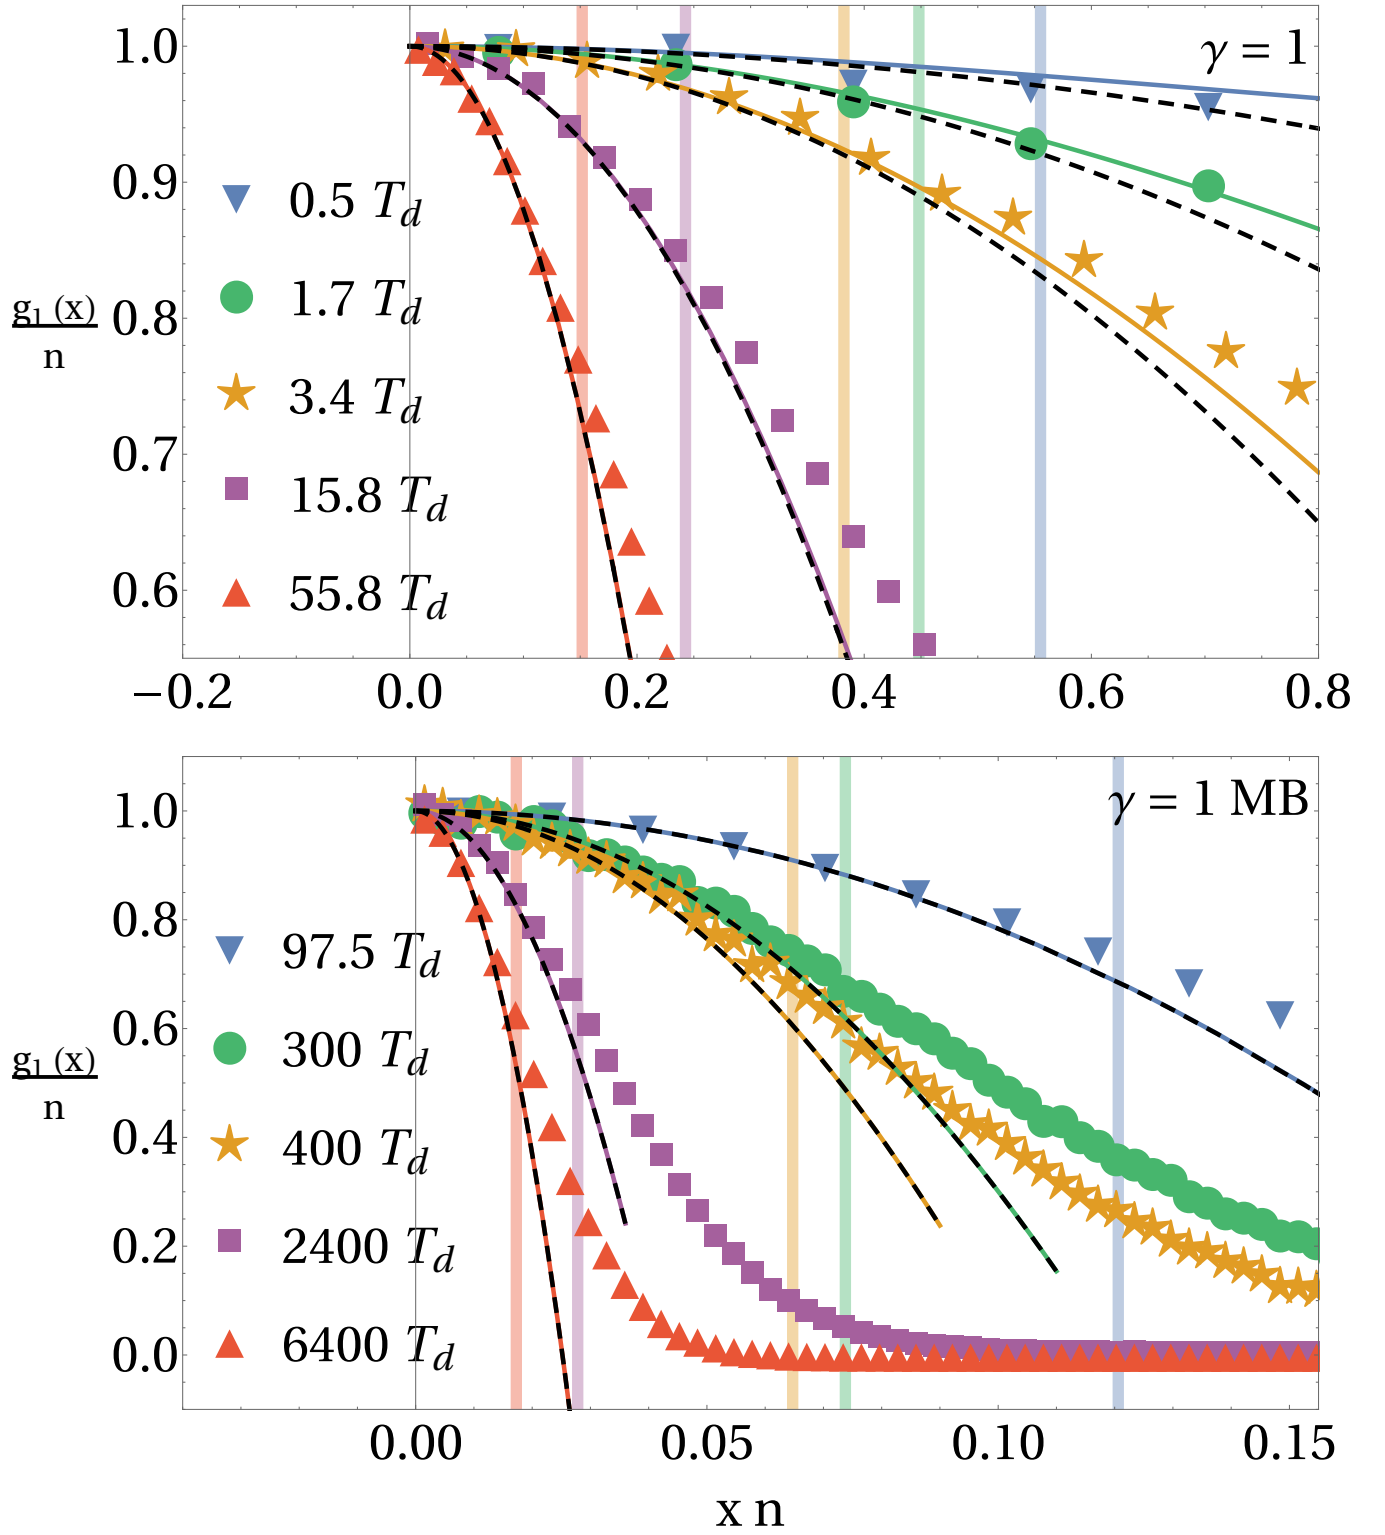 γ = 1
1.0
0.9
0.8
0.7
0.6
g₁ (x)
n
0.5 T_d
1.7 T_d
3.4 T_d
15.8 T_d
55.8 T_d
−0.2 0.0 0.2 0.4 0.6 0.8
γ = 1 MB
1.0
0.8
0.6
0.4
0.2
0.0
g₁ (x)
n
97.5 T_d
300 T_d
400 T_d
2400 T_d
6400 T_d
0.00 0.05 0.10 0.15
x n